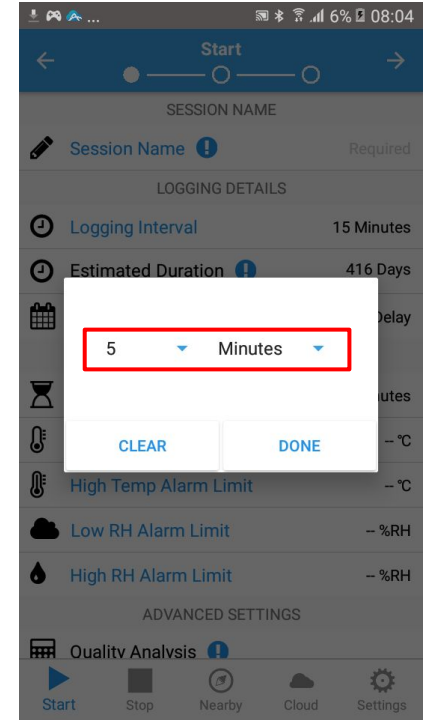 ... 6% 08:04
Start
SESSION NAME
Session Name Required
LOGGING DETAILS
Logging Interval 15 Minutes
Estimated Duration 416 Days
Delay
5 Minutes
utes
CLEAR DONE
-- °C
High Temp Alarm Limit -- °C
Low RH Alarm Limit -- %RH
High RH Alarm Limit -- %RH
ADVANCED SETTINGS
Quality Analysis
Start Stop Nearby Cloud Settings